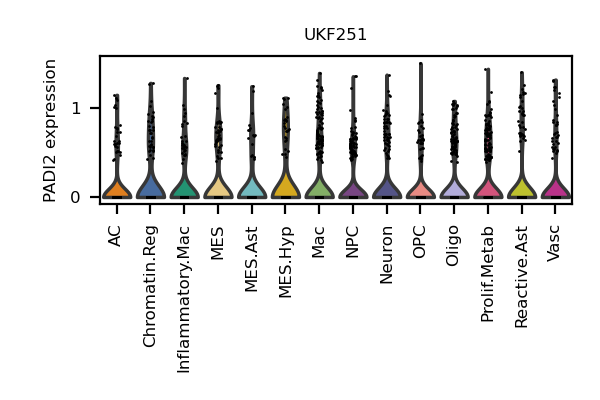 UKF251
PADI2 expression
1
0
AC
Chromatin.Reg
Inflammatory.Mac
MES
MES.Ast
MES.Hyp
Mac
NPC
Neuron
OPC
Oligo
Prolif.Metab
Reactive.Ast
Vasc